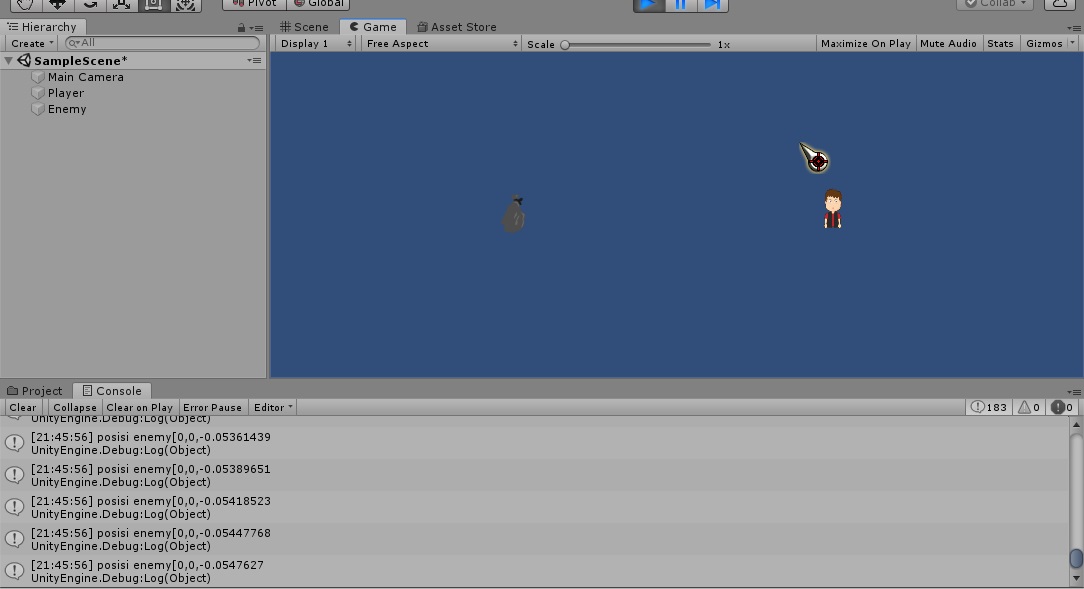 Pivot Global Collab
Hierarchy Scene Game Asset Store
Create All Display 1 Free Aspect Scale 1x Maximize On Play Mute Audio Stats Gizmos
SampleScene*
Main Camera
Player
Enemy
Project Console
Clear Collapse Clear on Play Error Pause Editor 183 0 0
UnityEngine.Debug:Log(Object)
[21:45:56] posisi enemy[0,0,-0.05361439
UnityEngine.Debug:Log(Object)
[21:45:56] posisi enemy[0,0,-0.05389651
UnityEngine.Debug:Log(Object)
[21:45:56] posisi enemy[0,0,-0.05418523
UnityEngine.Debug:Log(Object)
[21:45:56] posisi enemy[0,0,-0.05447768
UnityEngine.Debug:Log(Object)
[21:45:56] posisi enemy[0,0,-0.0547627
UnityEngine.Debug:Log(Object)